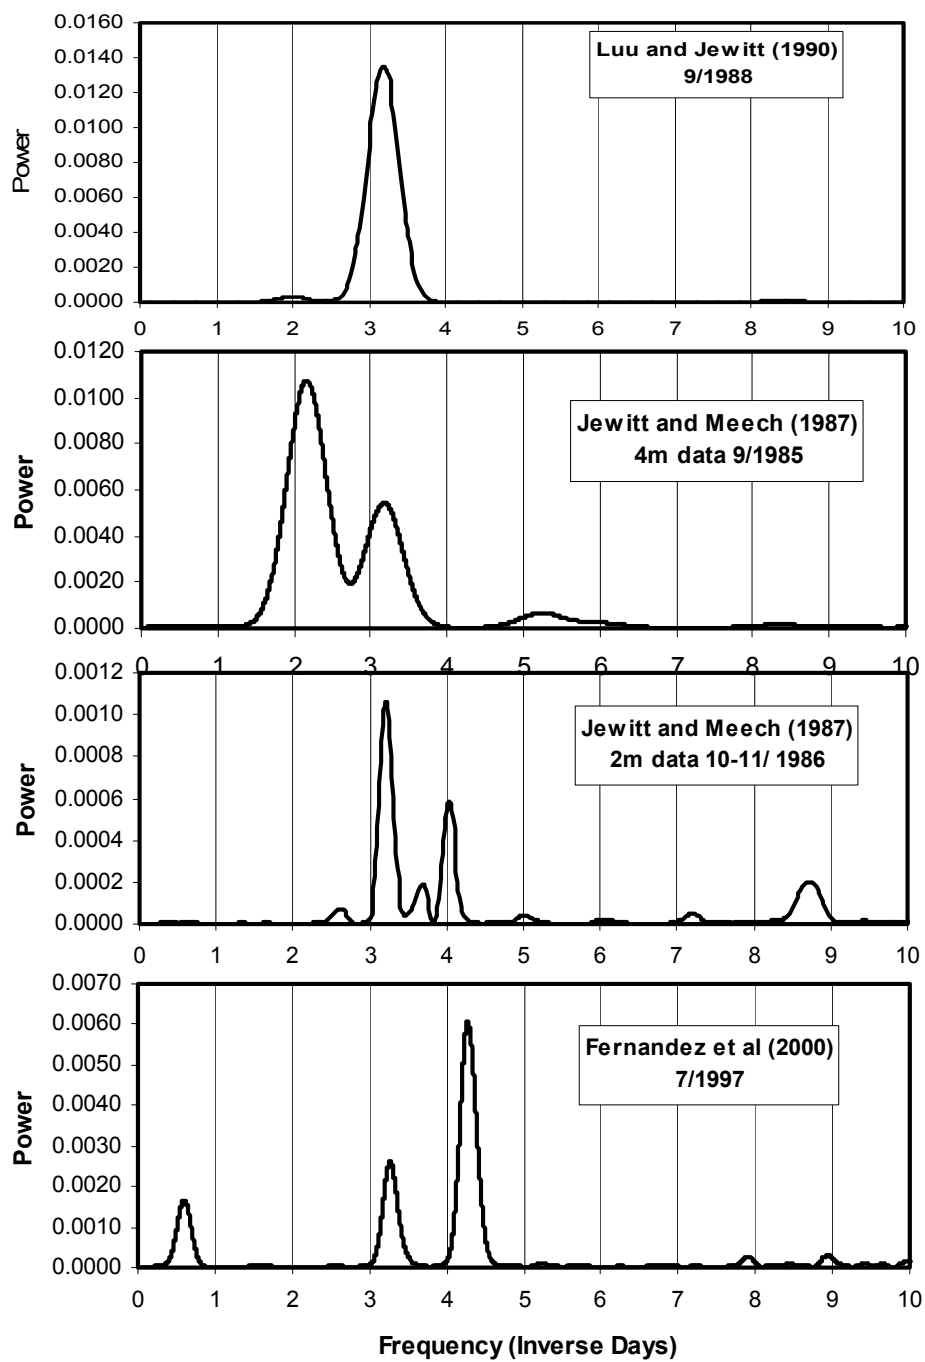 0.0160
0.0140
0.0120
0.0100
0.0080
0.0060
0.0040
0.0020
0.0000
Power
Luu and Jewitt (1990)
9/1988
0 1 2 3 4 5 6 7 8 9 10
0.0120
0.0100
0.0080
0.0060
0.0040
0.0020
0.0000
Power
Jewitt and Meech (1987)
4m data 9/1985
0 1 2 3 4 5 6 7 8 9 10
0.0012
0.0010
0.0008
0.0006
0.0004
0.0002
0.0000
Power
Jewitt and Meech (1987)
2m data 10-11/ 1986
0 1 2 3 4 5 6 7 8 9 10
0.0070
0.0060
0.0050
0.0040
0.0030
0.0020
0.0010
0.0000
Power
Fernandez et al (2000)
7/1997
0 1 2 3 4 5 6 7 8 9 10
Frequency (Inverse Days)